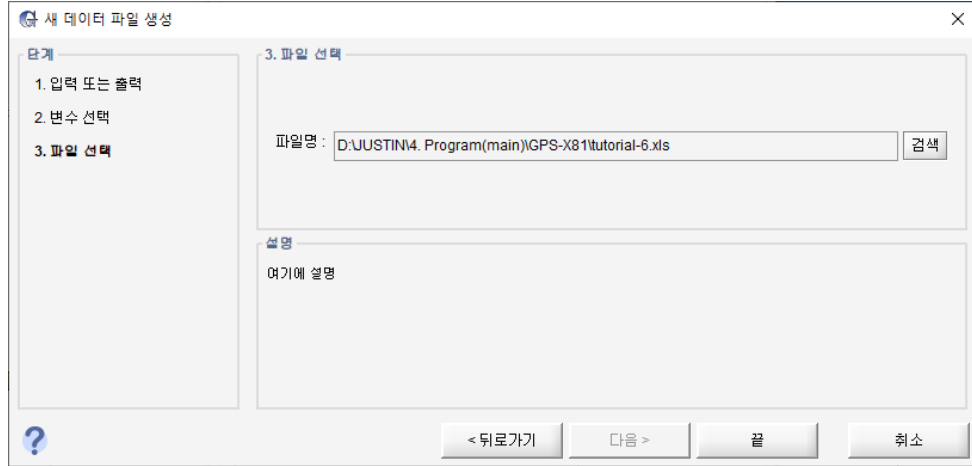 새 데이터 파일 생성
단계
1. 입력 또는 출력
2. 변수 선택
3. 파일 선택
3. 파일 선택
파일명 : D:\JUSTIN\4. Program(main)\GPS-X81\tutorial-6.xls 검색
설명
여기에 설명
< 뒤로가기 다음 > 끝 취소